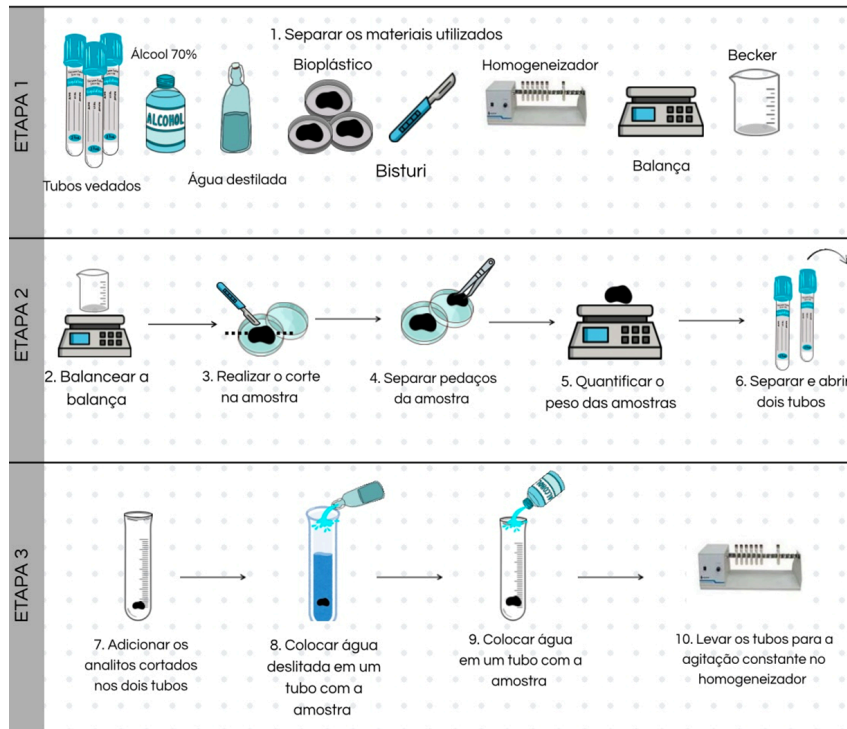 ETAPA 1
1. Separar os materiais utilizados
Álcool 70%
Bioplástico
Homogeneizador
Becker
ALCOHOL
Tubos vedados
Água destilada
Bisturi
Balança
ETAPA 2
2. Balancear a
balança
3. Realizar o corte
na amostra
4. Separar pedaços
da amostra
5. Quantificar o
peso das amostras
6. Separar e abrir
dois tubos
ETAPA 3
ALCOHOL
7. Adicionar os
analitos cortados
nos dois tubos
8. Colocar água
deslitada em um
tubo com a
amostra
9. Colocar água
em um tubo com a
amostra
10. Levar os tubos para a
agitação constante no
homogeneizador